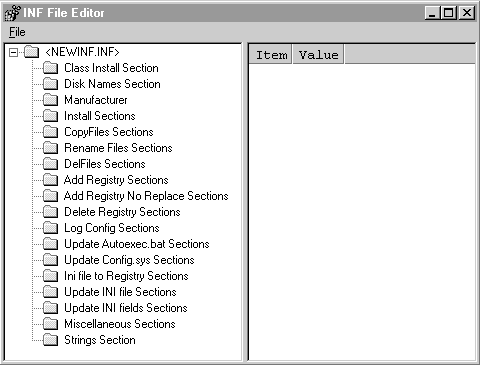 INF File Editor
File
<NEWINF.INF>
Item Value
Class Install Section
Disk Names Section
Manufacturer
Install Sections
CopyFiles Sections
Rename Files Sections
DelFiles Sections
Add Registry Sections
Add Registry No Replace Sections
Delete Registry Sections
Log Config Sections
Update Autoexec.bat Sections
Update Config.sys Sections
Ini file to Registry Sections
Update INI file Sections
Update INI fields Sections
Miscellaneous Sections
Strings Section